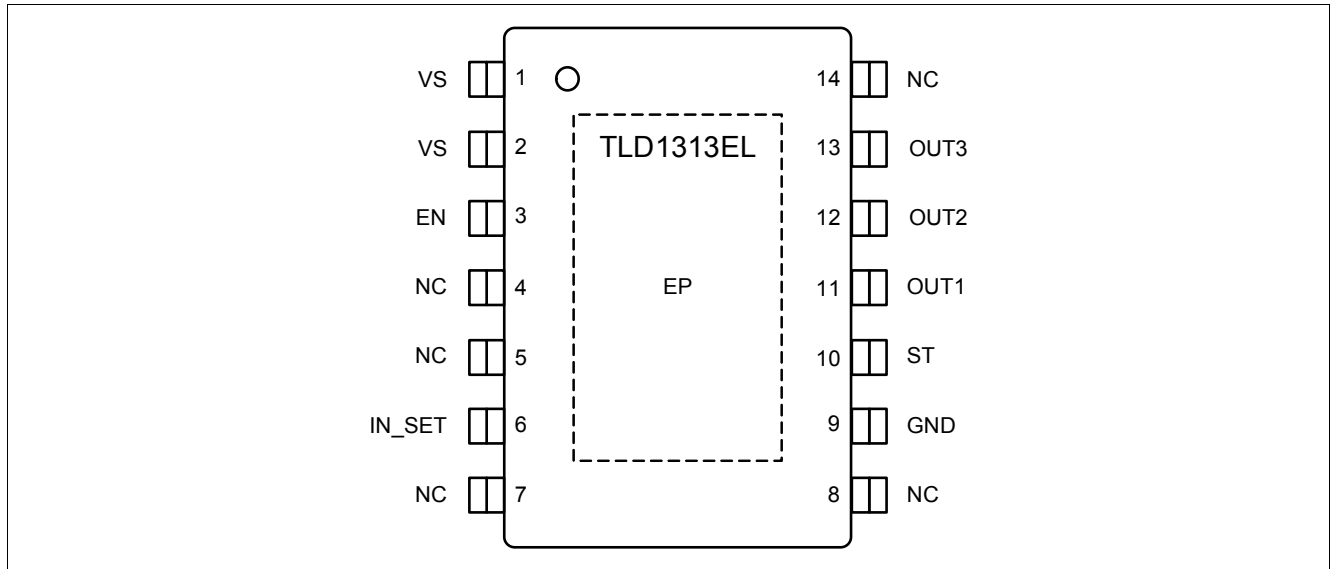 VS 1 14 NC
VS 2 TLD1313EL 13 OUT3
EN 3 12 OUT2
NC 4 EP 11 OUT1
NC 5 10 ST
IN_SET 6 9 GND
NC 7 8 NC